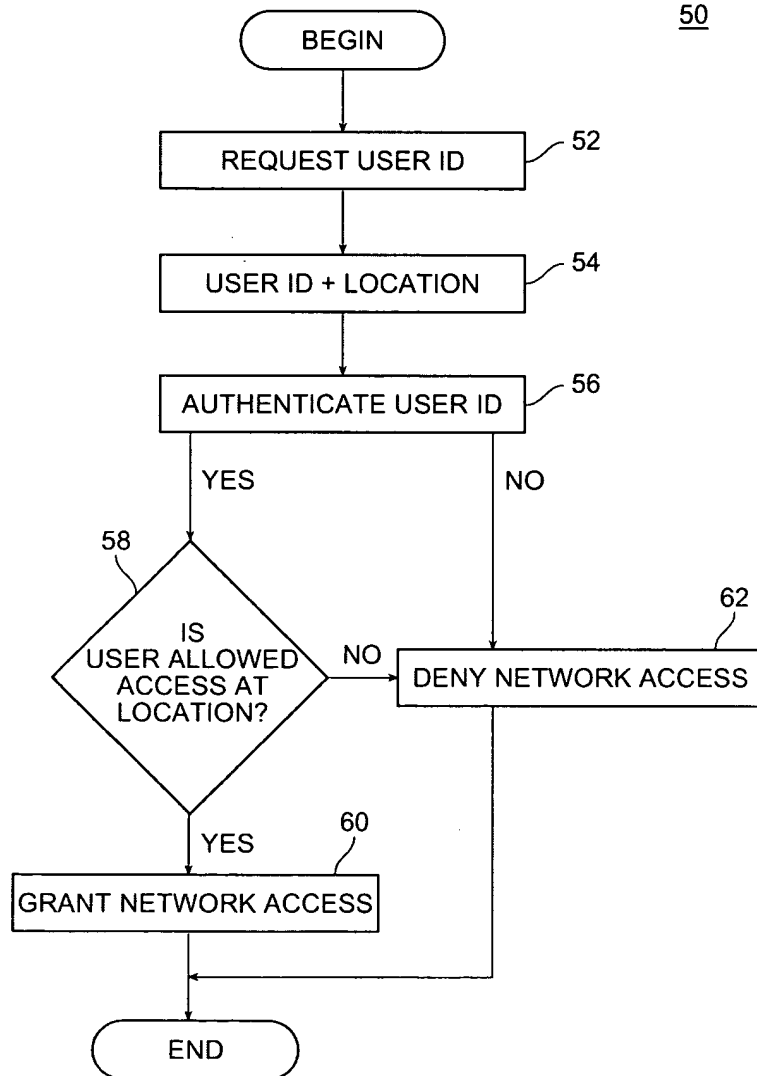 50
BEGIN
52
REQUEST USER ID
54
USER ID + LOCATION
56
AUTHENTICATE USER ID
YES
NO
58
IS
USER ALLOWED
ACCESS AT
LOCATION?
NO
62
DENY NETWORK ACCESS
YES
60
GRANT NETWORK ACCESS
END